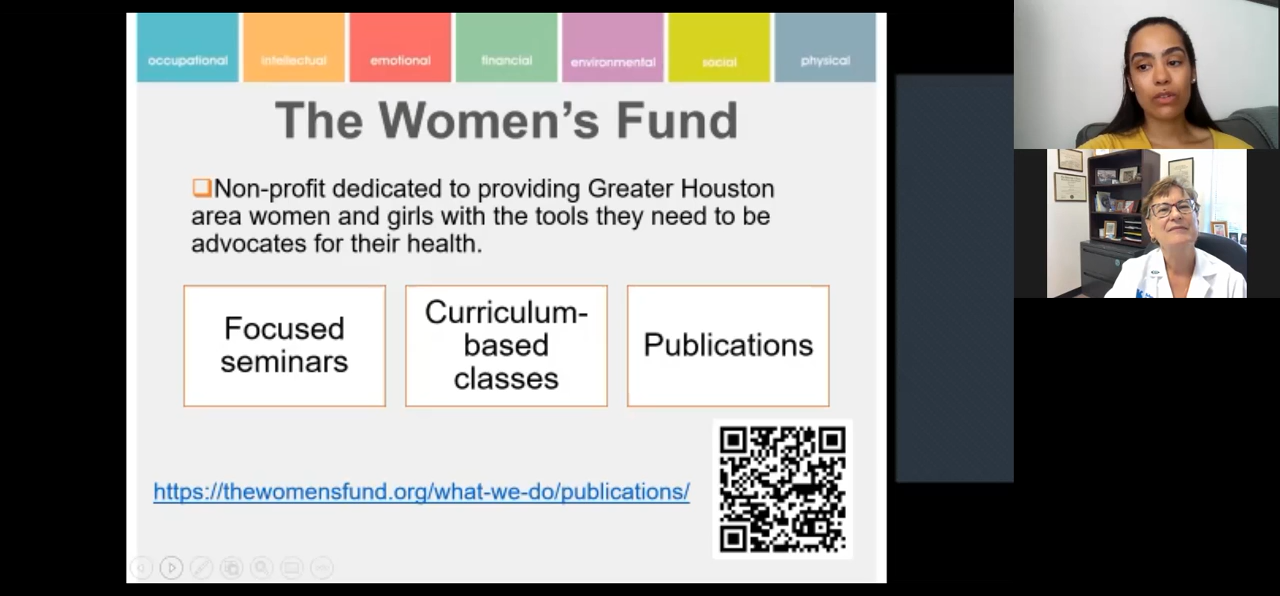 occupational intellectual emotional financial environmental social physical
The Women's Fund
Non-profit dedicated to providing Greater Houston
area women and girls with the tools they need to be
advocates for their health.
Focused
seminars
Curriculum-
based
classes
Publications
https://thewomensfund.org/what-we-do/publications/